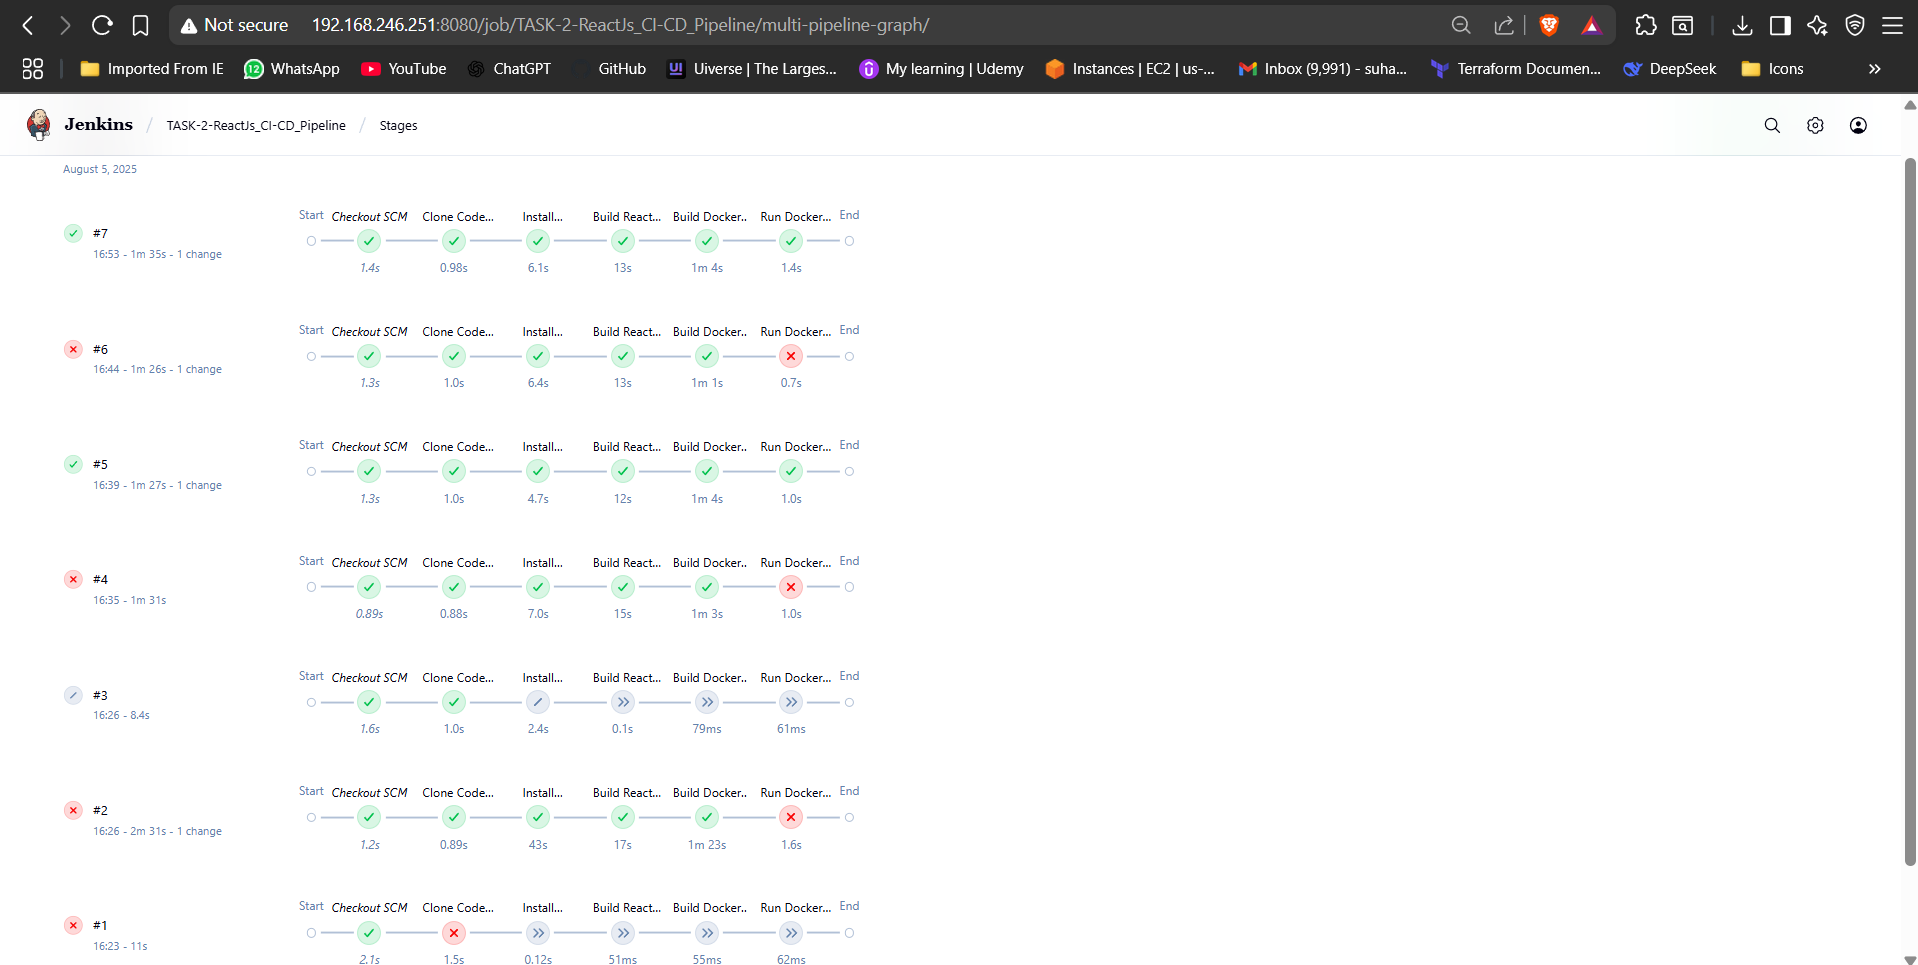 Not secure 192.168.246.251:8080/job/TASK-2-ReactJs_CI-CD_Pipeline/multi-pipeline-graph/
Imported From IE 12 WhatsApp YouTube ChatGPT GitHub UI Uiverse | The Larges... My learning | Udemy Instances | EC2 | us-... Inbox (9,991) - suha... Terraform Documen... DeepSeek Icons
Jenkins / TASK-2-ReactJs_CI-CD_Pipeline / Stages
August 5, 2025
Start Checkout SCM Clone Code... Install... Build React... Build Docker.. Run Docker... End
#7
16:53 - 1m 35s - 1 change
1.4s 0.98s 6.1s 13s 1m 4s 1.4s
Start Checkout SCM Clone Code... Install... Build React... Build Docker.. Run Docker... End
#6
16:44 - 1m 26s - 1 change
1.3s 1.0s 6.4s 13s 1m 1s 0.7s
Start Checkout SCM Clone Code... Install... Build React... Build Docker.. Run Docker... End
#5
16:39 - 1m 27s - 1 change
1.3s 1.0s 4.7s 12s 1m 4s 1.0s
Start Checkout SCM Clone Code... Install... Build React... Build Docker.. Run Docker... End
#4
16:35 - 1m 31s
0.89s 0.88s 7.0s 15s 1m 3s 1.0s
Start Checkout SCM Clone Code... Install... Build React... Build Docker.. Run Docker... End
#3
16:26 - 8.4s
1.6s 1.0s 2.4s 0.1s 79ms 61ms
Start Checkout SCM Clone Code... Install... Build React... Build Docker.. Run Docker... End
#2
16:26 - 2m 31s - 1 change
1.2s 0.89s 43s 17s 1m 23s 1.6s
Start Checkout SCM Clone Code... Install... Build React... Build Docker.. Run Docker... End
#1
16:23 - 11s
2.1s 1.5s 0.12s 51ms 55ms 62ms